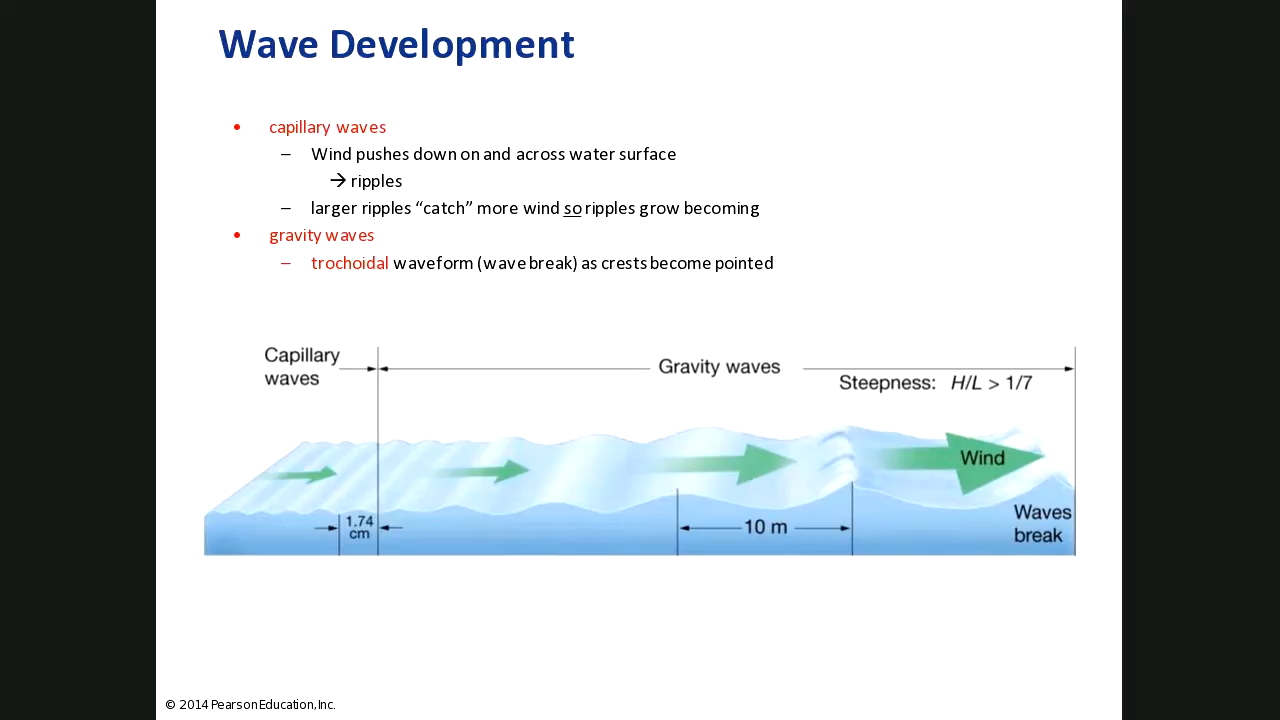 Wave Development
• capillary waves
– Wind pushes down on and across water surface
→ ripples
– larger ripples “catch” more wind so ripples grow becoming
• gravity waves
– trochoidal waveform (wave break) as crests become pointed
Capillary
waves
Gravity waves
Steepness: H/L > 1/7
Wind
1.74
cm
10 m
Waves
break
© 2014 Pearson Education, Inc.